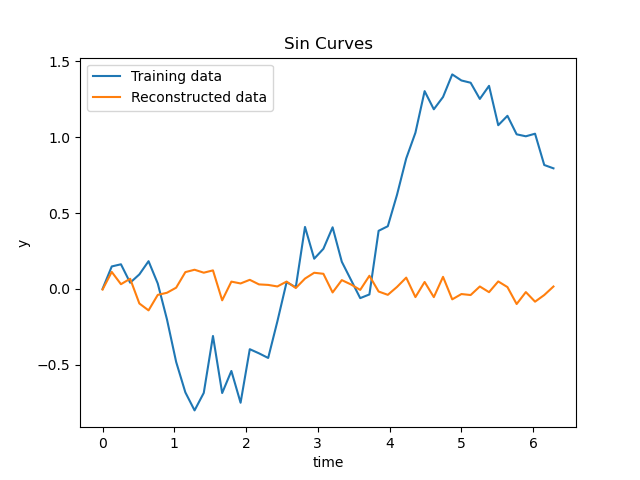 Sin Curves
Training data
Reconstructed data
1.5
1.0
0.5
0.0
−0.5
y
0 1 2 3 4 5 6
time